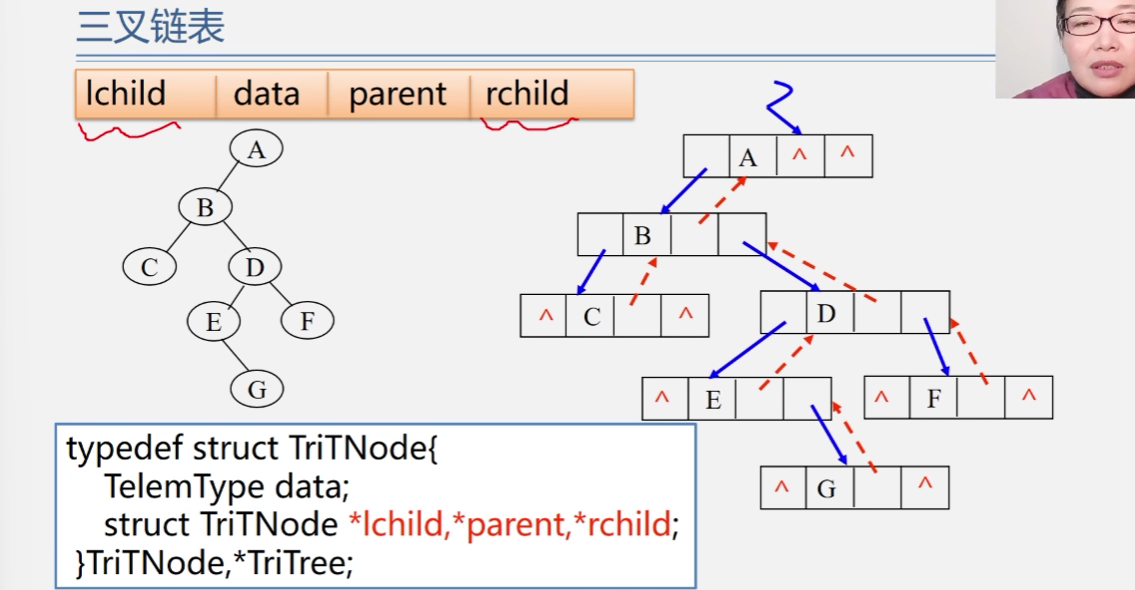 三叉链表
lchild data parent rchild
A
B
C D
E F
G
A ^ ^
B
^ C ^
D
^ E
^ F ^
^ G ^
typedef struct TriTNode{
TelemType data;
struct TriTNode *lchild,*parent,*rchild;
}TriTNode,*TriTree;